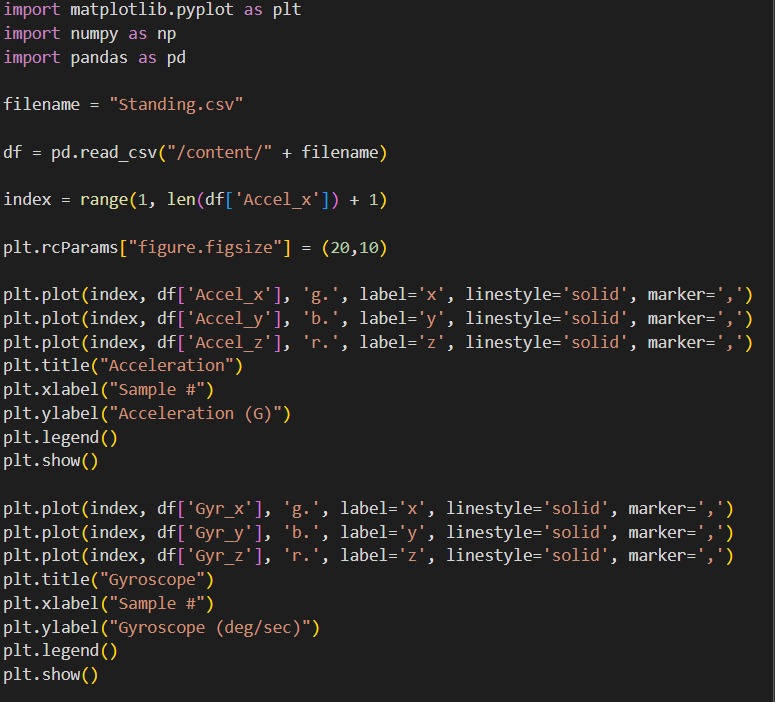 import matplotlib.pyplot as plt
import numpy as np
import pandas as pd
filename = "Standing.csv"
df = pd.read_csv("/content/" + filename)
index = range(1, len(df['Accel_x']) + 1)
plt.rcParams["figure.figsize"] = (20,10)
plt.plot(index, df['Accel_x'], 'g.', label='x', linestyle='solid', marker=',')
plt.plot(index, df['Accel_y'], 'b.', label='y', linestyle='solid', marker=',')
plt.plot(index, df['Accel_z'], 'r.', label='z', linestyle='solid', marker=',')
plt.title("Acceleration")
plt.xlabel("Sample #")
plt.ylabel("Acceleration (G)")
plt.legend()
plt.show()
plt.plot(index, df['Gyr_x'], 'g.', label='x', linestyle='solid', marker=',')
plt.plot(index, df['Gyr_y'], 'b.', label='y', linestyle='solid', marker=',')
plt.plot(index, df['Gyr_z'], 'r.', label='z', linestyle='solid', marker=',')
plt.title("Gyroscope")
plt.xlabel("Sample #")
plt.ylabel("Gyroscope (deg/sec)")
plt.legend()
plt.show()